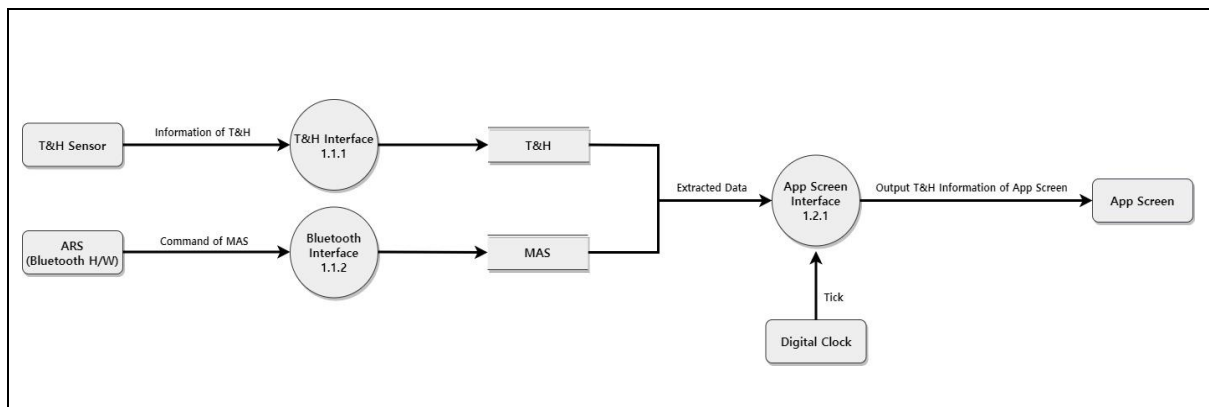 T&H Sensor
Information of T&H
T&H Interface
1.1.1
T&H
ARS
(Bluetooth H/W)
Command of MAS
Bluetooth
Interface
1.1.2
MAS
Extracted Data
App Screen
Interface
1.2.1
Output T&H Information of App Screen
App Screen
Tick
Digital Clock